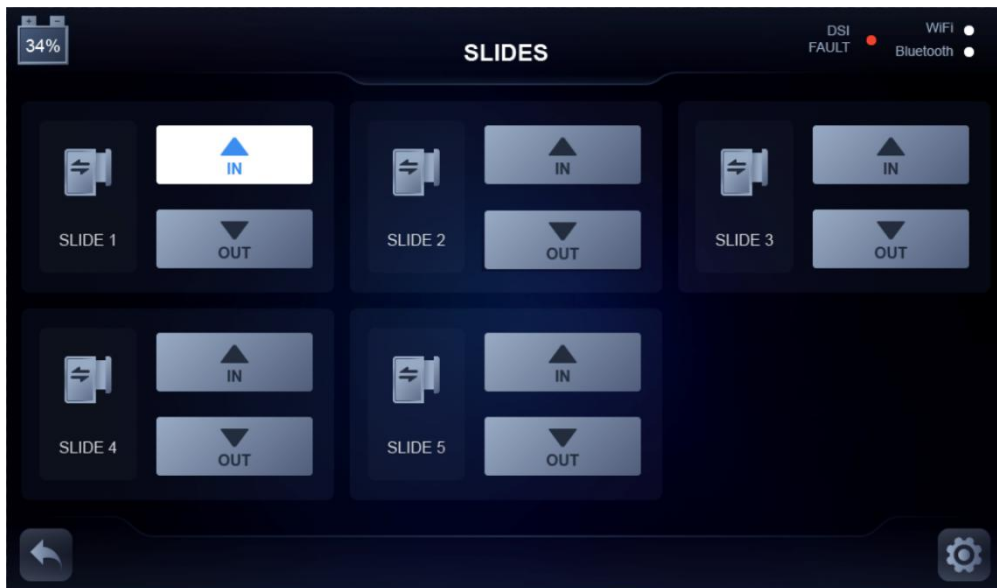 34%
SLIDES
DSI
FAULT
WiFi
Bluetooth
SLIDE 1
IN
OUT
SLIDE 2
IN
OUT
SLIDE 3
IN
OUT
SLIDE 4
IN
OUT
SLIDE 5
IN
OUT